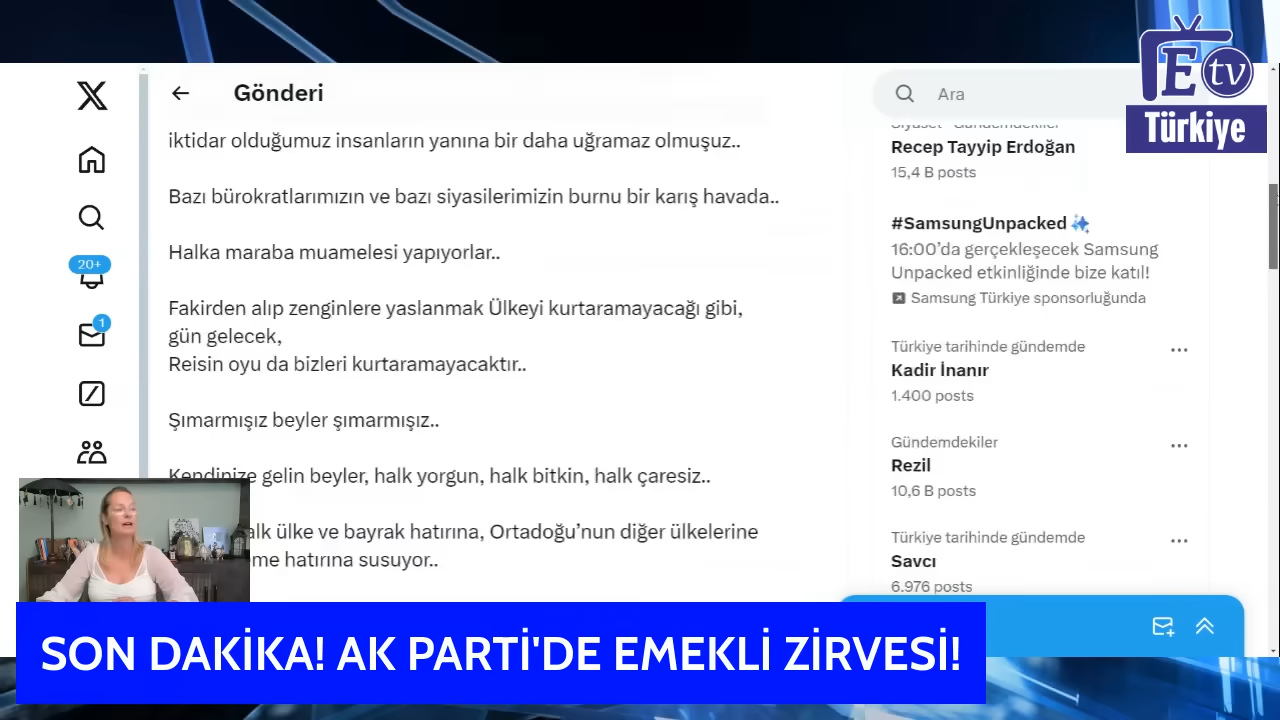 E tv
Türkiye
Gönderi
Ara
iktidar olduğumuz insanların yanına bir daha uğramaz olmuşuz..
Bazı bürokratlarımızın ve bazı siyasilerimizin burnu bir karış havada..
Halka maraba muamelesi yapıyorlar..
Fakirden alıp zenginlere yaslanmak Ülkeyi kurtaramayacağı gibi,
gün gelecek,
Reisin oyu da bizleri kurtaramayacaktır..
Şımarmışız beyler şımarmışız..
Kendinize gelin beyler, halk yorgun, halk bitkin, halk çaresiz..
alk ülke ve bayrak hatırına, Ortadoğu’nun diğer ülkelerine
me hatırına susuyor..
20+
1
Siyaset · Gündemdekiler
Recep Tayyip Erdoğan
15,4 B posts
#SamsungUnpacked
16:00’da gerçekleşecek Samsung
Unpacked etkinliğinde bize katıl!
Samsung Türkiye sponsorluğunda
Türkiye tarihinde gündemde
Kadir İnanır
1.400 posts
Gündemdekiler
Rezil
10,6 B posts
Türkiye tarihinde gündemde
Savcı
6.976 posts
SON DAKİKA! AK PARTİ'DE EMEKLİ ZİRVESİ!